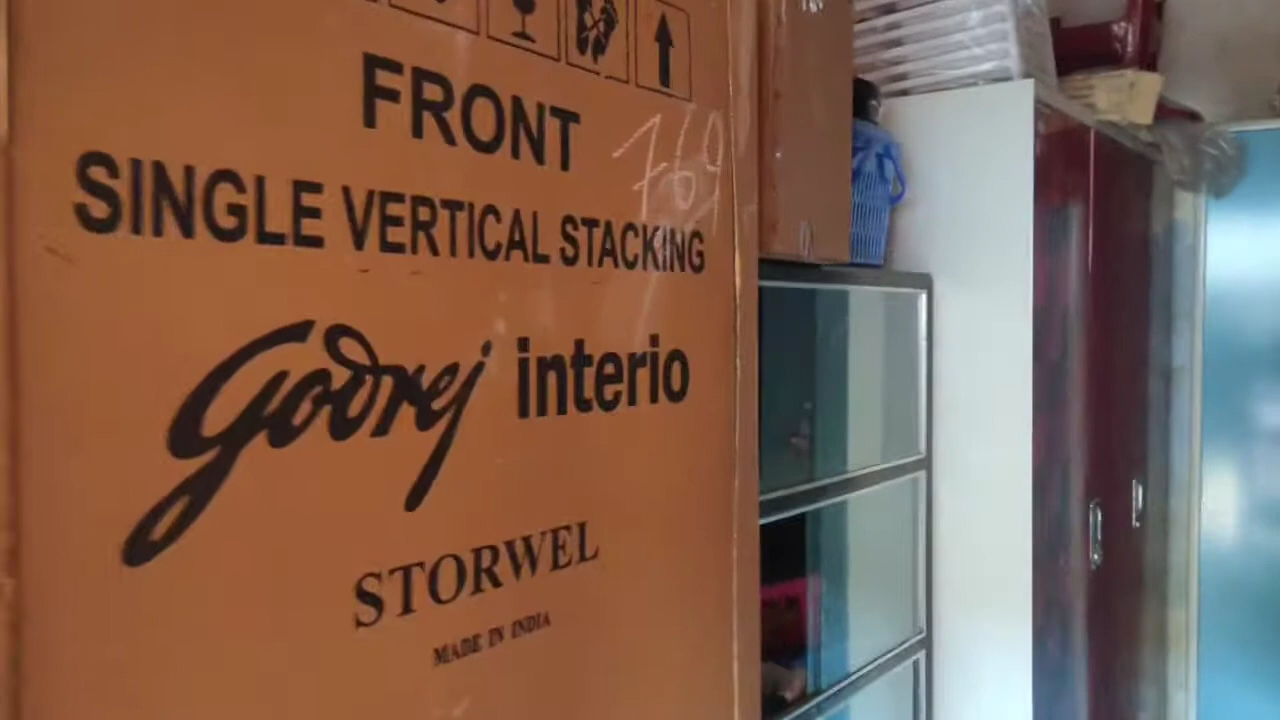 FRONT
769
SINGLE VERTICAL STACKING
Godrej interio
STORWEL
MADE IN INDIA